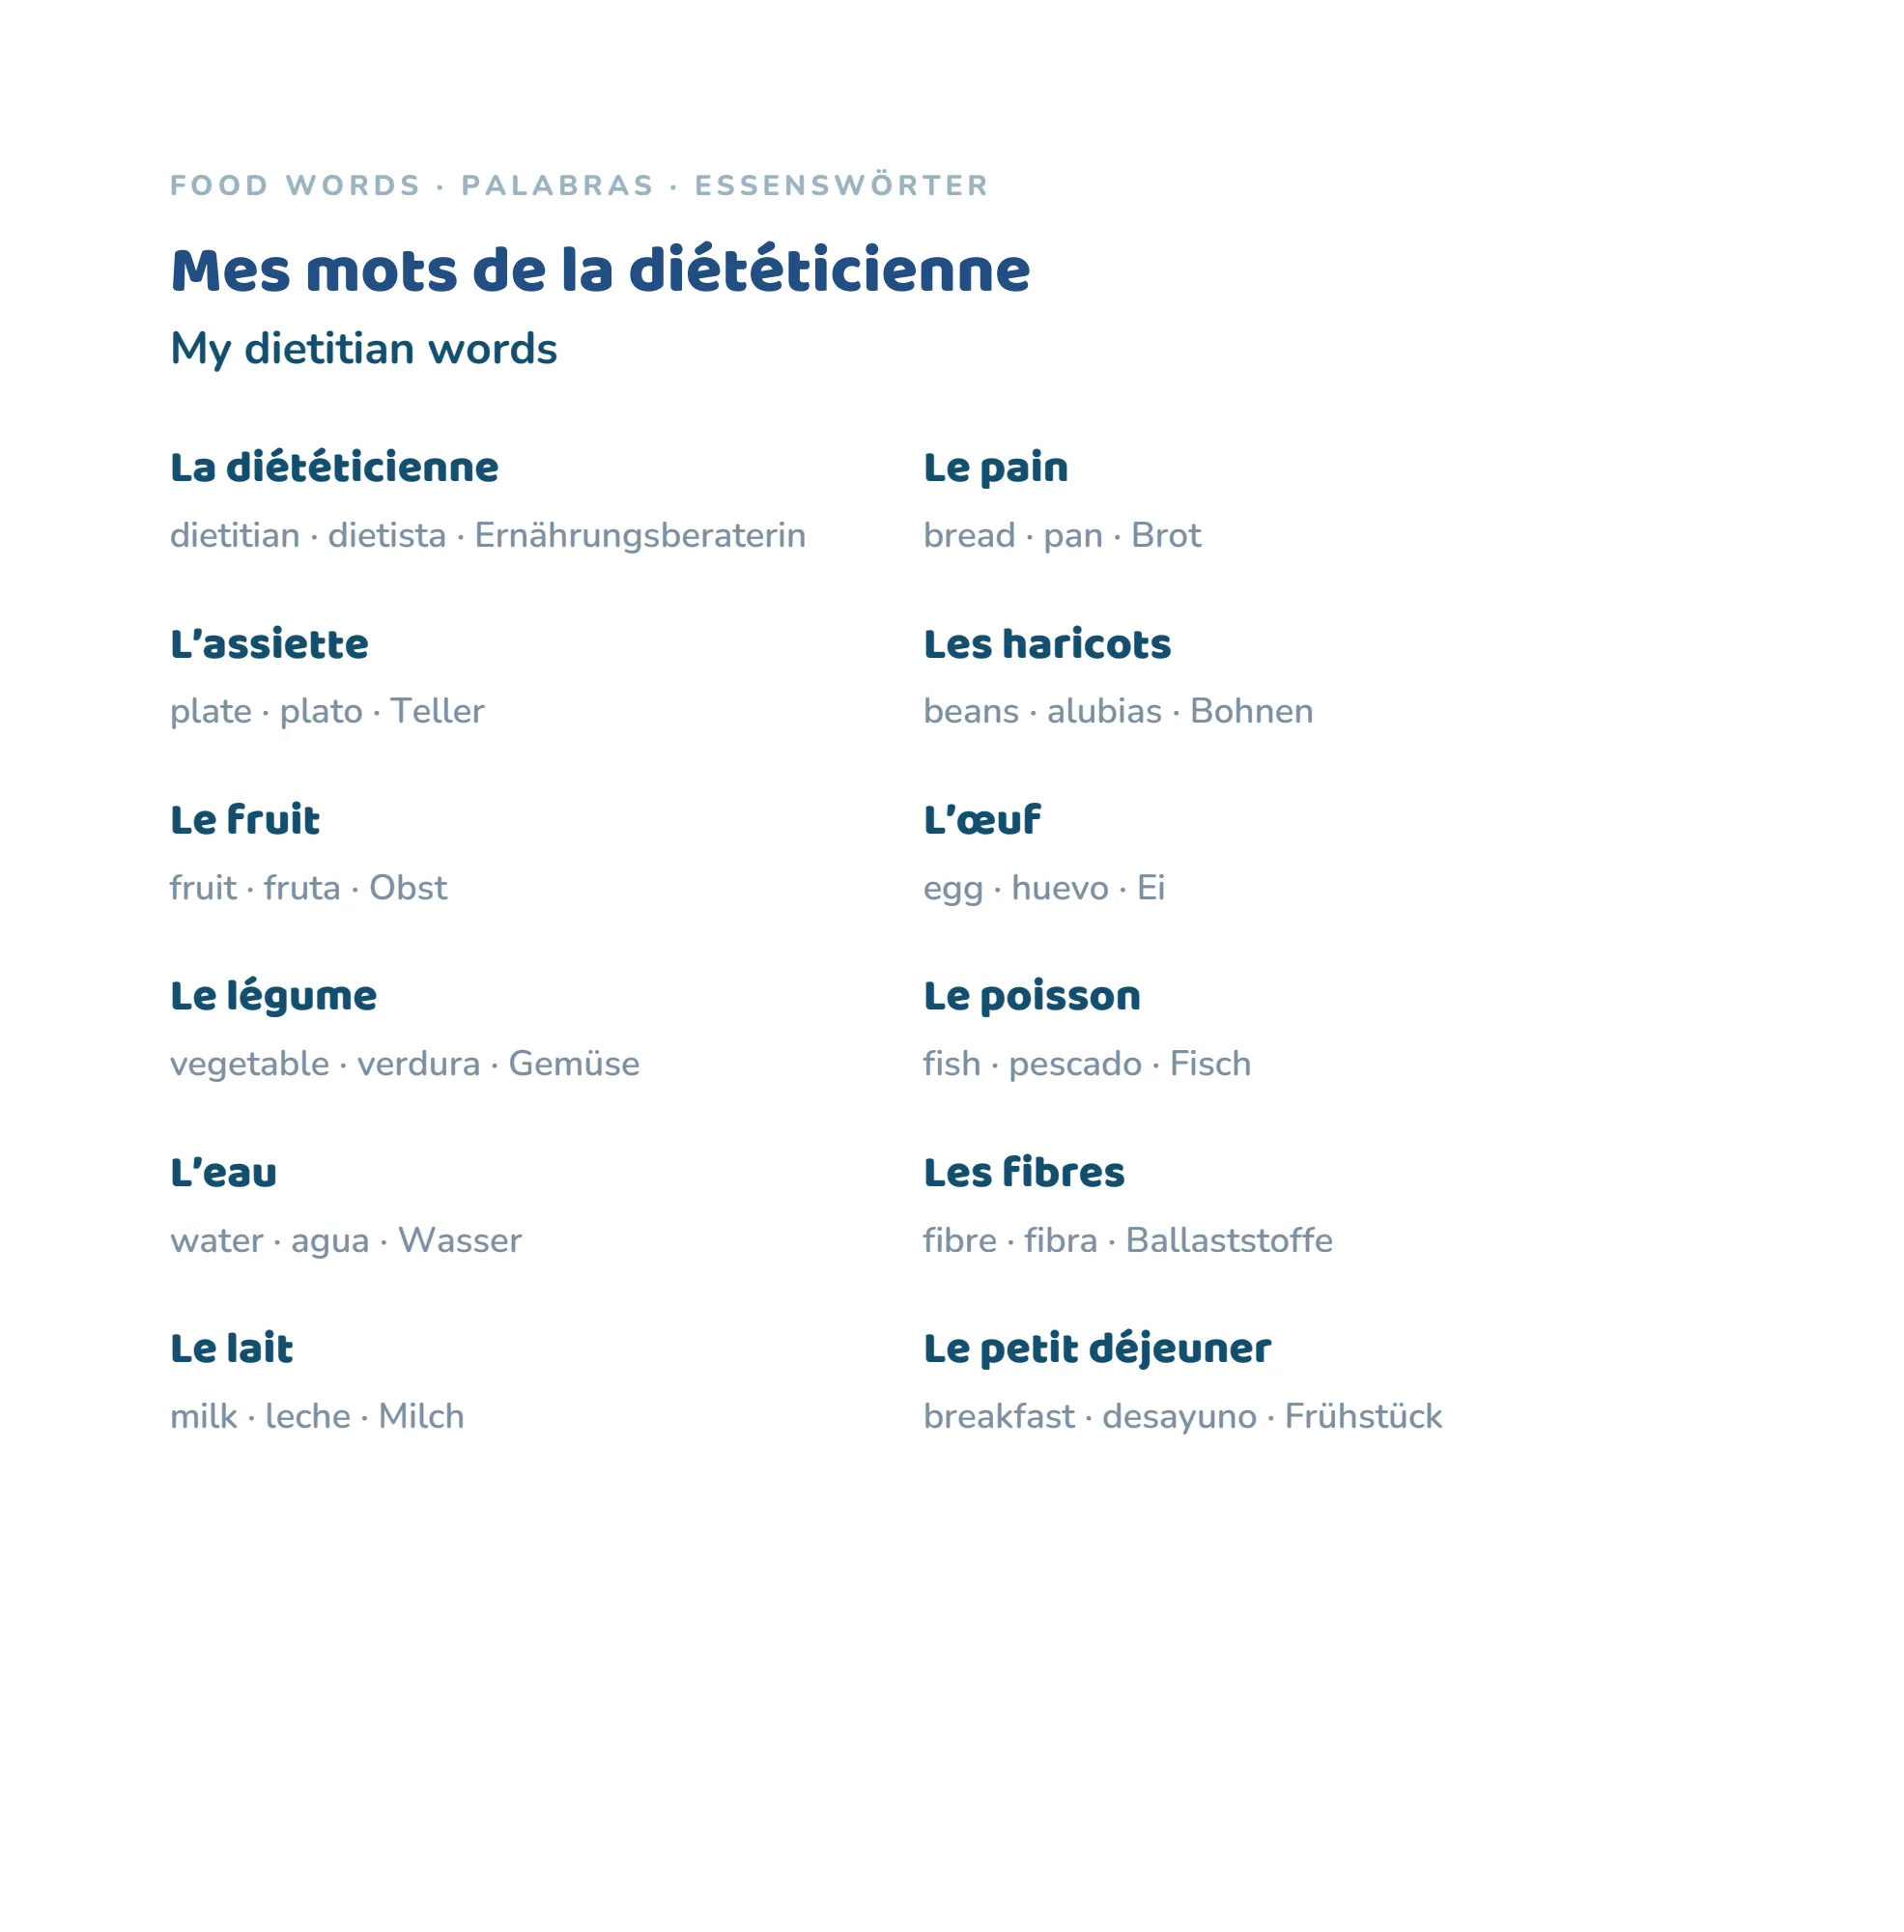 FOOD WORDS · PALABRAS · ESSENSWÖRTER
Mes mots de la diététicienne
My dietitian words
La diététicienne
dietitian · dietista · Ernährungsberaterin
L’assiette
plate · plato · Teller
Le fruit
fruit · fruta · Obst
Le légume
vegetable · verdura · Gemüse
L’eau
water · agua · Wasser
Le lait
milk · leche · Milch
Le pain
bread · pan · Brot
Les haricots
beans · alubias · Bohnen
L’œuf
egg · huevo · Ei
Le poisson
fish · pescado · Fisch
Les fibres
fibre · fibra · Ballaststoffe
Le petit déjeuner
breakfast · desayuno · Frühstück